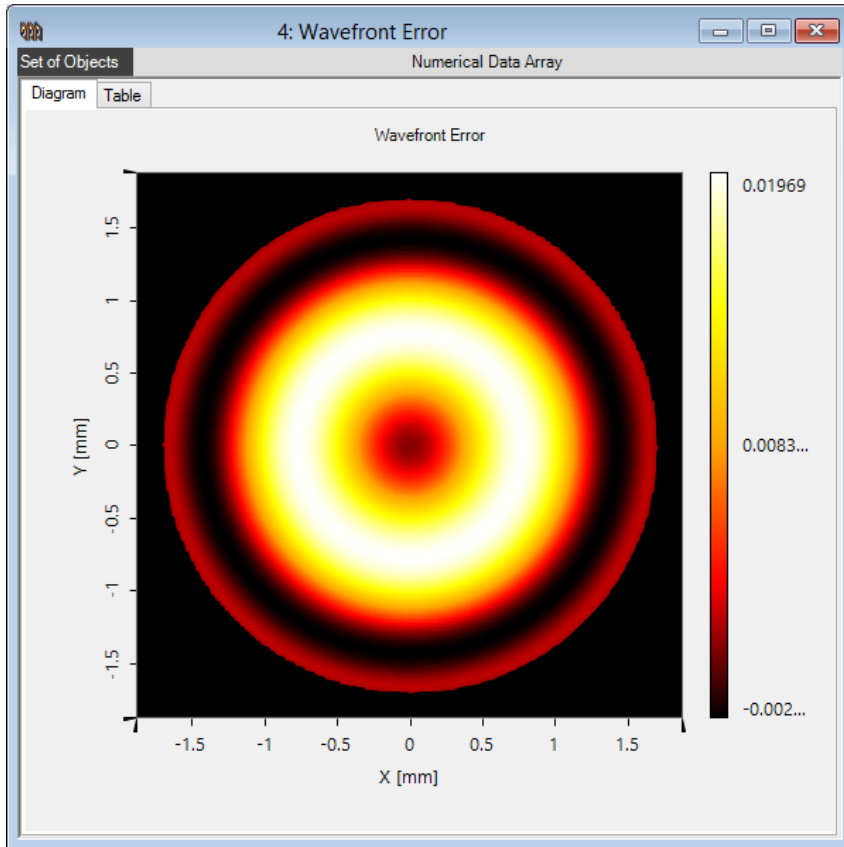 4: Wavefront Error
Set of Objects
Numerical Data Array
Diagram
Table
Wavefront Error
0.01969
0.0083...
-0.002...
Y [mm]
1.5
1
0.5
0
-0.5
-1
-1.5
-1.5
-1
-0.5
0
0.5
1
1.5
X [mm]